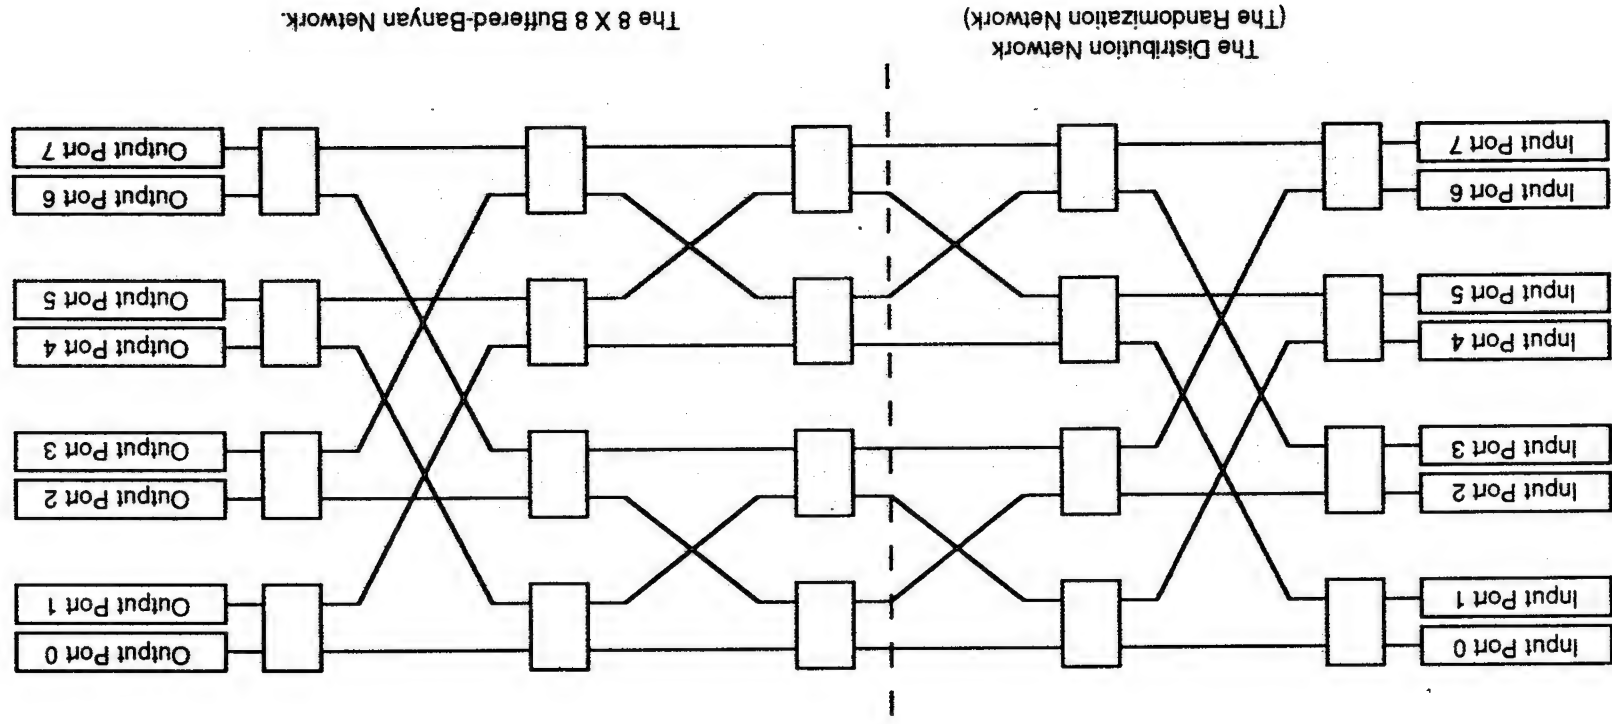 Input Port 0
Input Port 1
Input Port 2
Input Port 3
Input Port 4
Input Port 5
Input Port 6
Input Port 7
Output Port 0
Output Port 1
Output Port 2
Output Port 3
Output Port 4
Output Port 5
Output Port 6
Output Port 7
The Distribution Network
(The Randomization Network)
The 8 X 8 Buffered-Banyan Network.